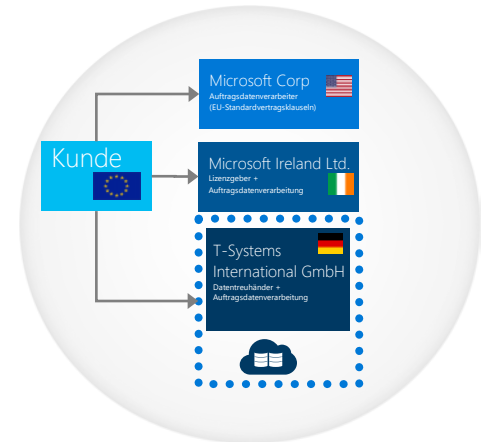 Microsoft Corp
Auftragsdatenverarbeiter
(EU-Standardvertragsklauseln)
Kunde
Microsoft Ireland Ltd.
Lizenzgeber +
Auftragsdatenverarbeitung
T-Systems
International GmbH
Datentreuhänder +
Auftragsdatenverarbeitung